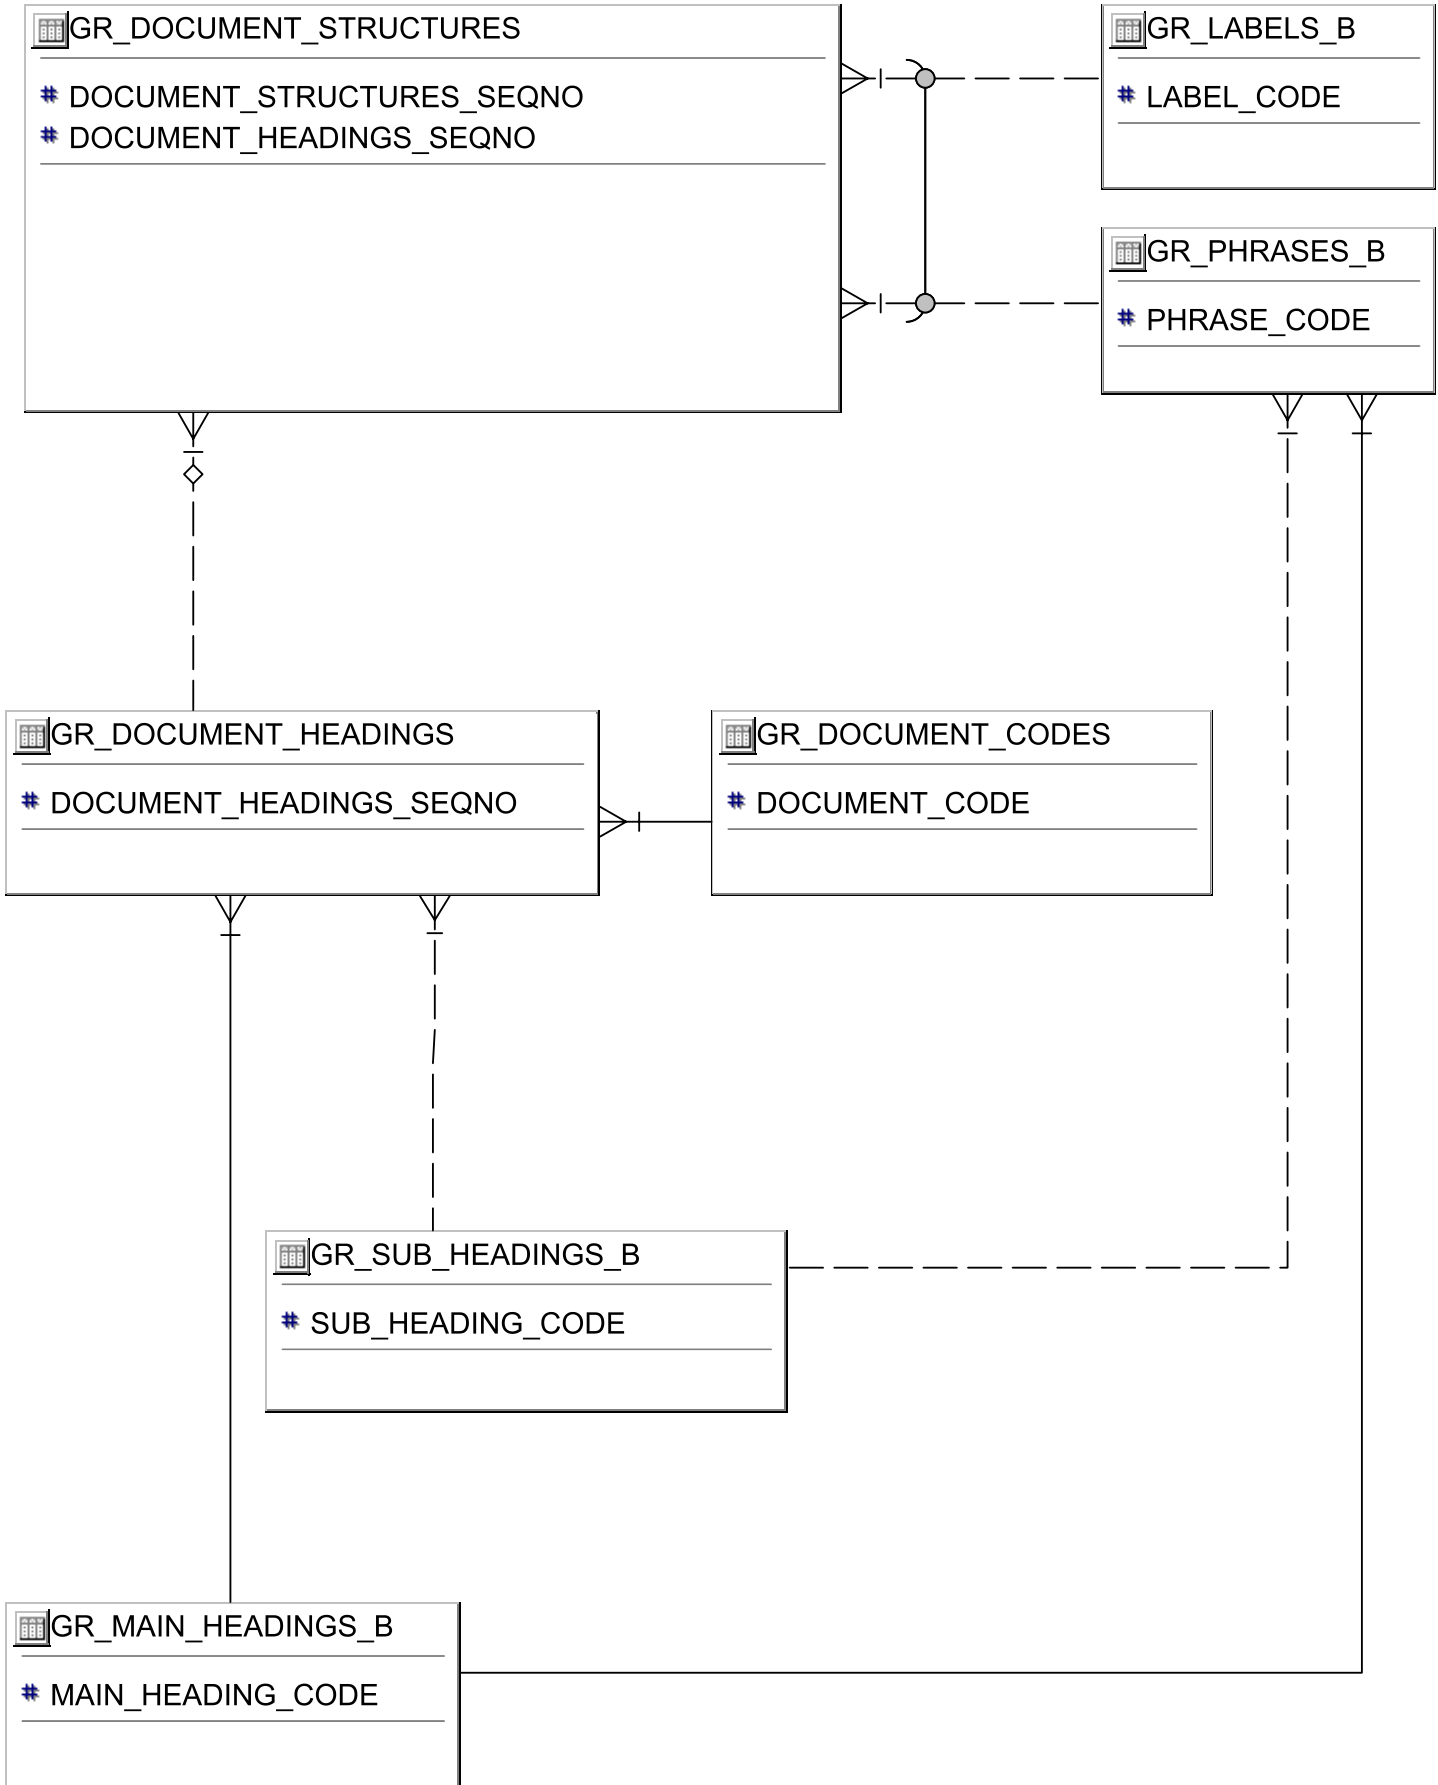 GR_DOCUMENT_STRUCTURES
# DOCUMENT_STRUCTURES_SEQNO
# DOCUMENT_HEADINGS_SEQNO
GR_LABELS_B
# LABEL_CODE
GR_PHRASES_B
# PHRASE_CODE
GR_DOCUMENT_HEADINGS
# DOCUMENT_HEADINGS_SEQNO
GR_DOCUMENT_CODES
# DOCUMENT_CODE
GR_SUB_HEADINGS_B
# SUB_HEADING_CODE
GR_MAIN_HEADINGS_B
# MAIN_HEADING_CODE